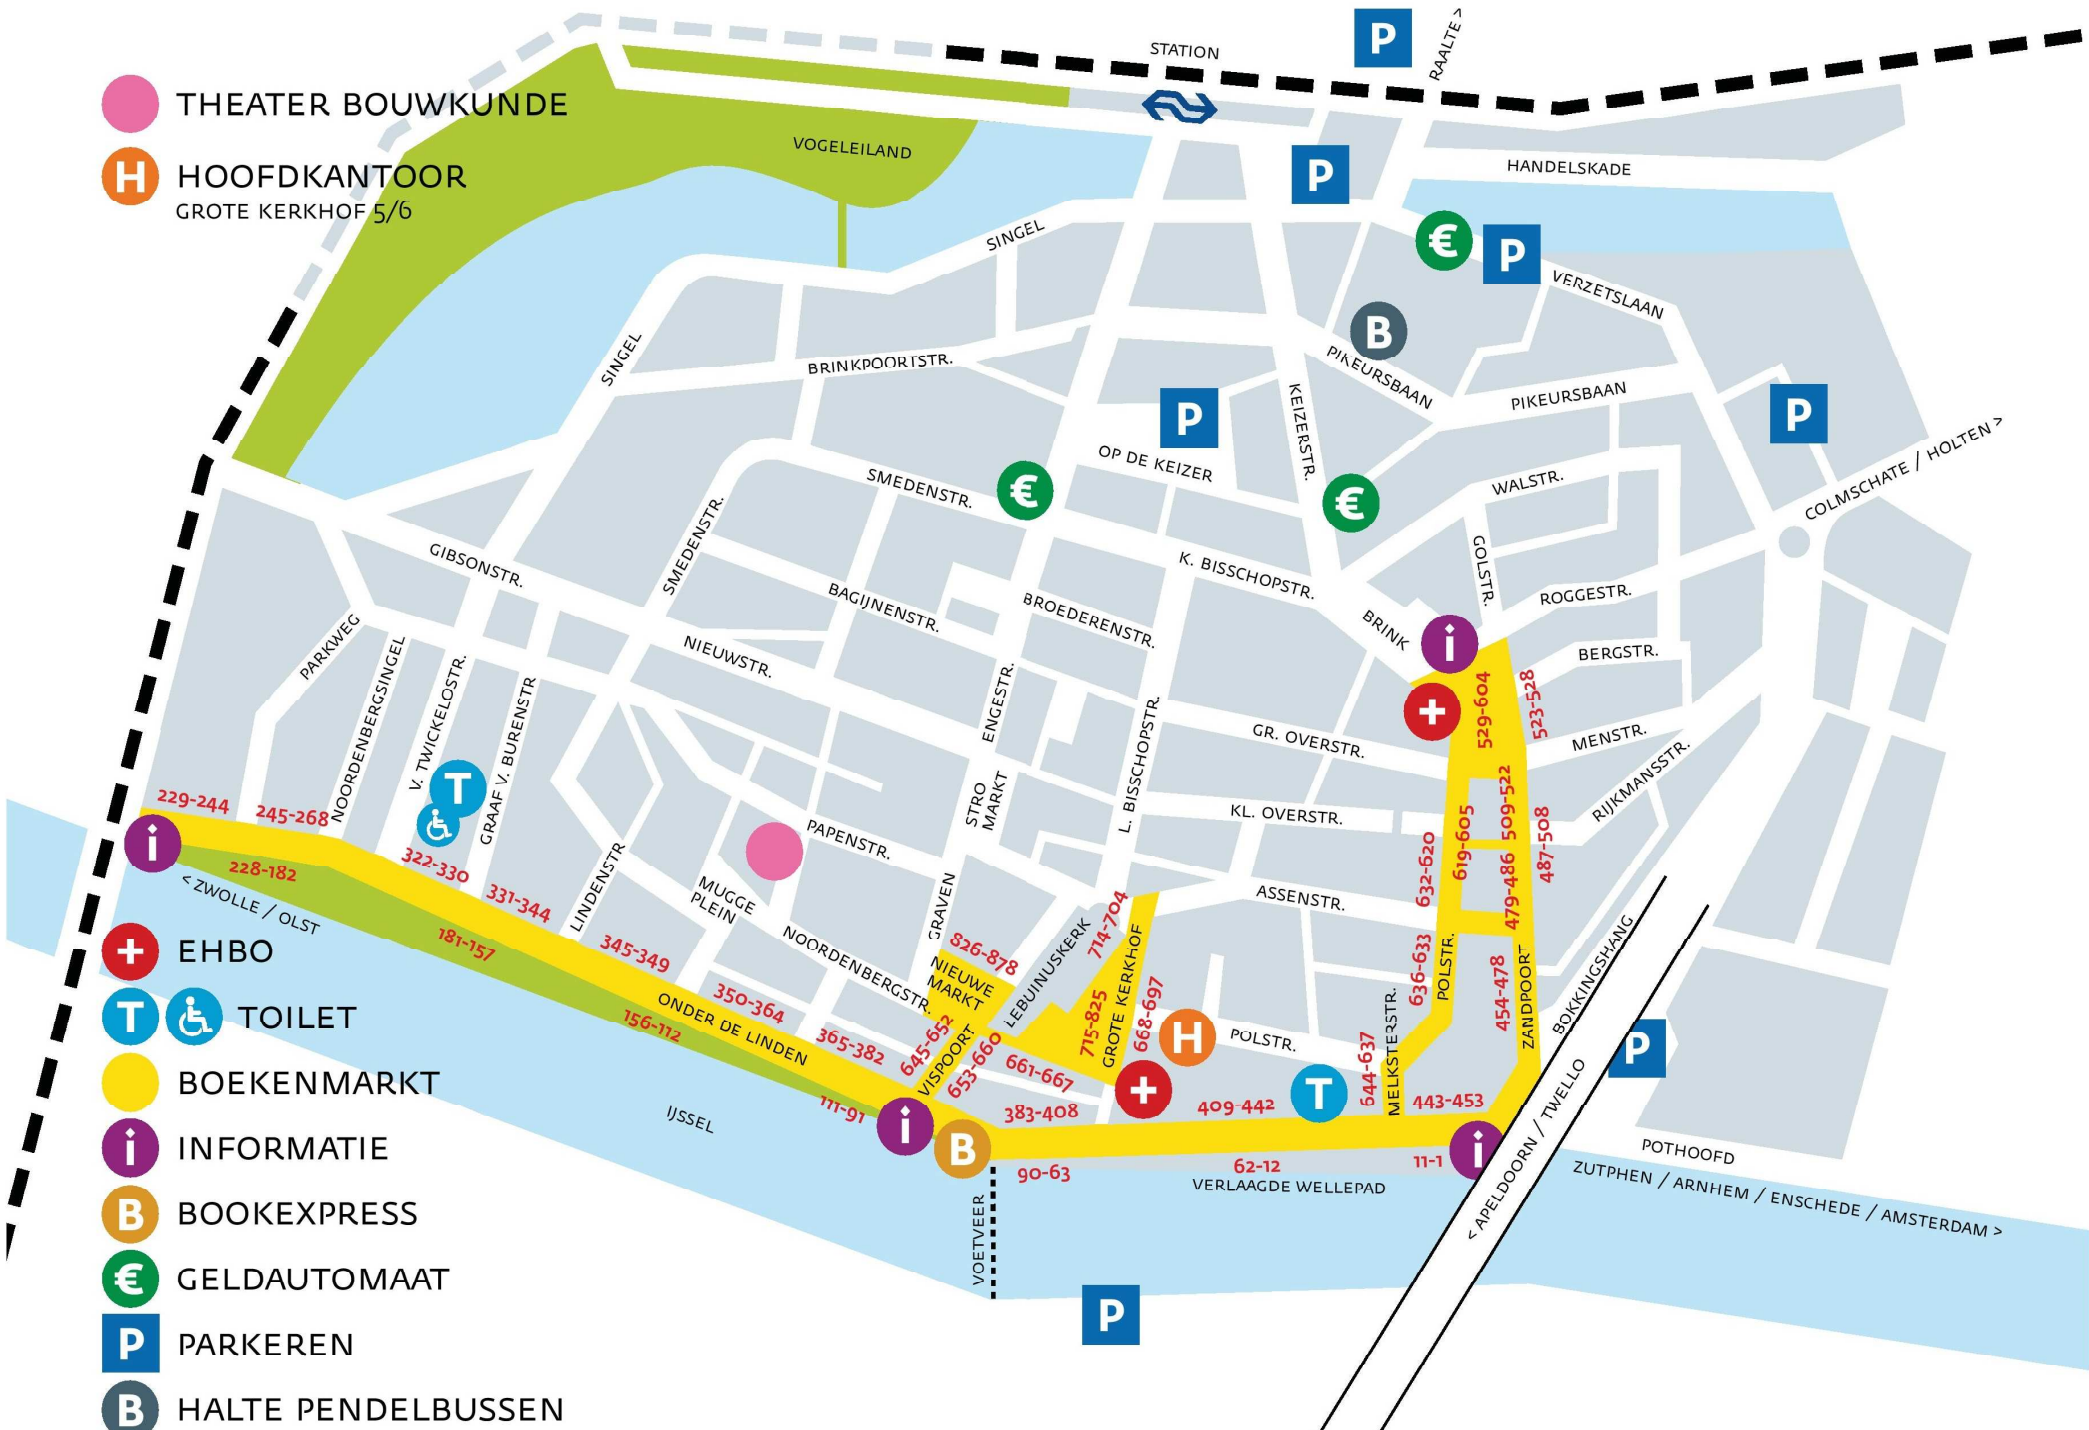 STATION
P
RAALTE >
THEATER BOUWKUNDE
H
HOOFDKANTOOR
GROTE KERKHOF 5/6
VOGELEILAND
P
HANDELSKADE
SINGEL
€
P
VERZETSLAAN
B
SINGEL
BRINKPOORTSTR.
PIKEURSBAAN
PIKEURSBAAN
KEIZERSTR.
P
P
COLMSCHATE / HOLTEN >
OP DE KEIZER
SMEDENSTR.
€
€
WALSTR.
SMEDENSTR.
GIBSONSTR.
K. BISSCHOPSTR.
GOLSTR.
ROGGESTR.
BAGIJNENSTR.
BROEDERENSTR.
BRINK
i
BERGSTR.
PARKWEG
NOORDENBERGSINGEL
V. TWICKELOSTR.
GRAAF V. BURENSTR
NIEUWSTR.
ENGESTR.
L. BISSCHOPSTR.
GR. OVERSTR.
+
529-604
523-528
MENSTR.
RIJKMANSSTR.
T
STRO
MARKT
KL. OVERSTR.
229-244
245-268
i
228-182
< ZWOLLE / OLST
322-330
331-344
LINDENSTR
PAPENSTR.
MUGGE
PLEIN
632-620
619-605
509-522
487-508
479-486
ASSENSTR.
GRAVEN
714-704
181-157
345-349
NOORDENBERGSTR.
826-878
NIEUWE
MARKT
LEBUINUSKERK
GROTE KERKHOF
715-825
668-697
636-633
POLSTR.
454-478
ZANDPOORT
BOKKINGSHANG
350-364
ONDER DE LINDEN
156-112
365-382
645-652
VISPOORT
653-660
661-667
H
POLSTR.
644-637
MELKSTERSTR.
P
+
T
111-91
i
B
383-408
409-442
443-453
90-63
62-12
11-1
i
VERLAAGDE WELLEPAD
< APELDOORN / TWELLO
POTHOOFD
ZUTPHEN / ARNHEM / ENSCHEDE / AMSTERDAM >
IJSSEL
VOETVEER
P
+ EHBO
T TOILET
BOEKENMARKT
i INFORMATIE
B BOOKEXPRESS
€ GELDAUTOMAAT
P PARKEREN
B HALTE PENDELBUSSEN